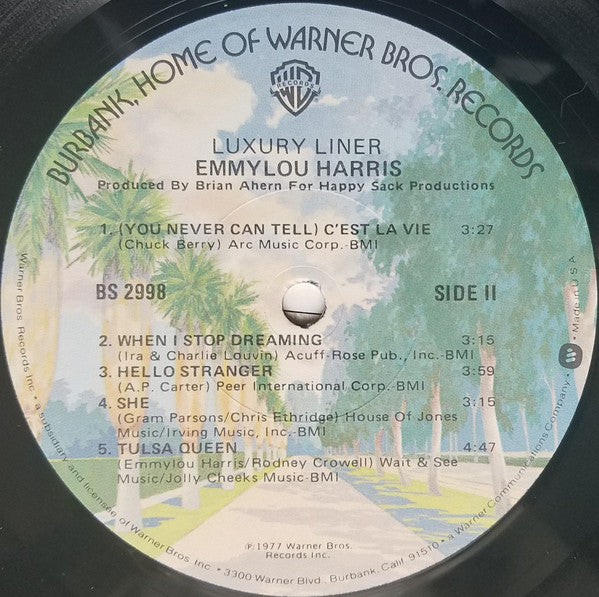 BURBANK, HOME OF WARNER BROS. RECORDS
W RECORDS
LUXURY LINER
EMMYLOU HARRIS
Produced By Brian Ahern For Happy Sack Productions
1. (YOU NEVER CAN TELL) C'EST LA VIE 3:27
(Chuck Berry) Arc Music Corp.-BMI
BS 2998 SIDE II
2. WHEN I STOP DREAMING 3:15
(Ira & Charlie Louvin) Acuff-Rose Pub., Inc.-BMI
3. HELLO STRANGER 3:59
(A.P. Carter) Peer International Corp.-BMI
4. SHE 3:15
(Gram Parsons/Chris Ethridge) House Of Jones
Music/Irving Music, Inc.-BMI
5. TULSA QUEEN 4:47
(Emmylou Harris/Rodney Crowell) Wait & See
Music/Jolly Cheeks Music-BMI
℗ 1977 Warner Bros.
Records Inc.
Warner Bros. Records Inc. • a subsidiary and licensee of Warner Bros. Inc. • 3300 Warner Blvd., Burbank, Calif. 91510 • a Warner Communications Company • Made in U.S.A.